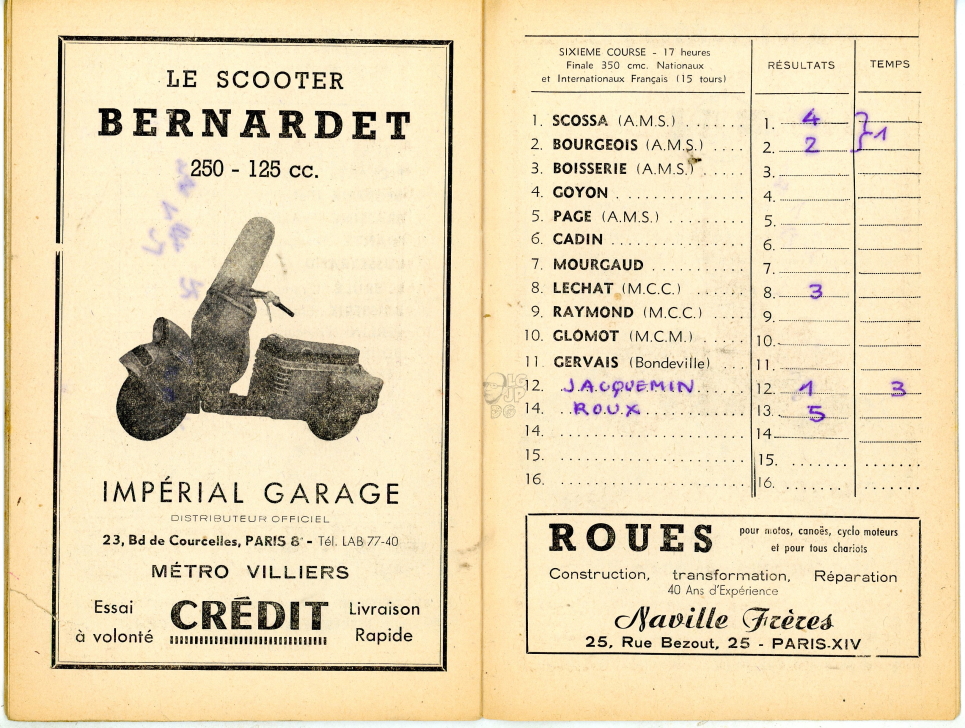 LE SCOOTER
BERNARDET
250 - 125 cc.
IMPÉRIAL GARAGE
DISTRIBUTEUR OFFICIEL
23, Bd de Courcelles, PARIS 8e - Tél. LAB 77-40
MÉTRO VILLIERS
Essai à volonté
CRÉDIT
Livraison Rapide
SIXIEME COURSE - 17 heures
Finale 350 cmc. Nationaux
et Internationaux Français (15 tours)
RÉSULTATS
TEMPS
1. SCOSSA (A.M.S.) ....... 1. 4 } 1
2. BOURGEOIS (A.M.S.) ...... 2. 2
3. BOISSERIE (A.M.S.) ...... 3.
4. GOYON ............... 4.
5. PAGE (A.M.S.) ......... 5.
6. CADIN ............... 6.
7. MOURGAUD .......... 7.
8. LECHAT (M.C.C.) ....... 8. 3
9. RAYMOND (M.C.C.) ..... 9.
10. GLOMOT (M.C.M.) ...... 10.
11. GERVAIS (Bondeville) .... 11.
12. JACQUEMIN 12. 1 3
14. ROUX 13. 5
14. .................... 14.
15. .................... 15. .......
16. .................... 16. .......
ROUES
pour motos, canoës, cyclo moteurs
et pour tous chariots
Construction, transformation, Réparation
40 Ans d'Expérience
Naville Frères
25, Rue Bezout, 25 - PARIS-XIV